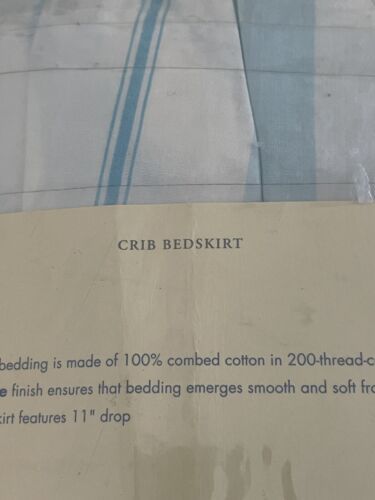 CRIB BEDSKIRT
bedding is made of 100% combed cotton in 200-thread-c
e finish ensures that bedding emerges smooth and soft fro
kirt features 11" drop